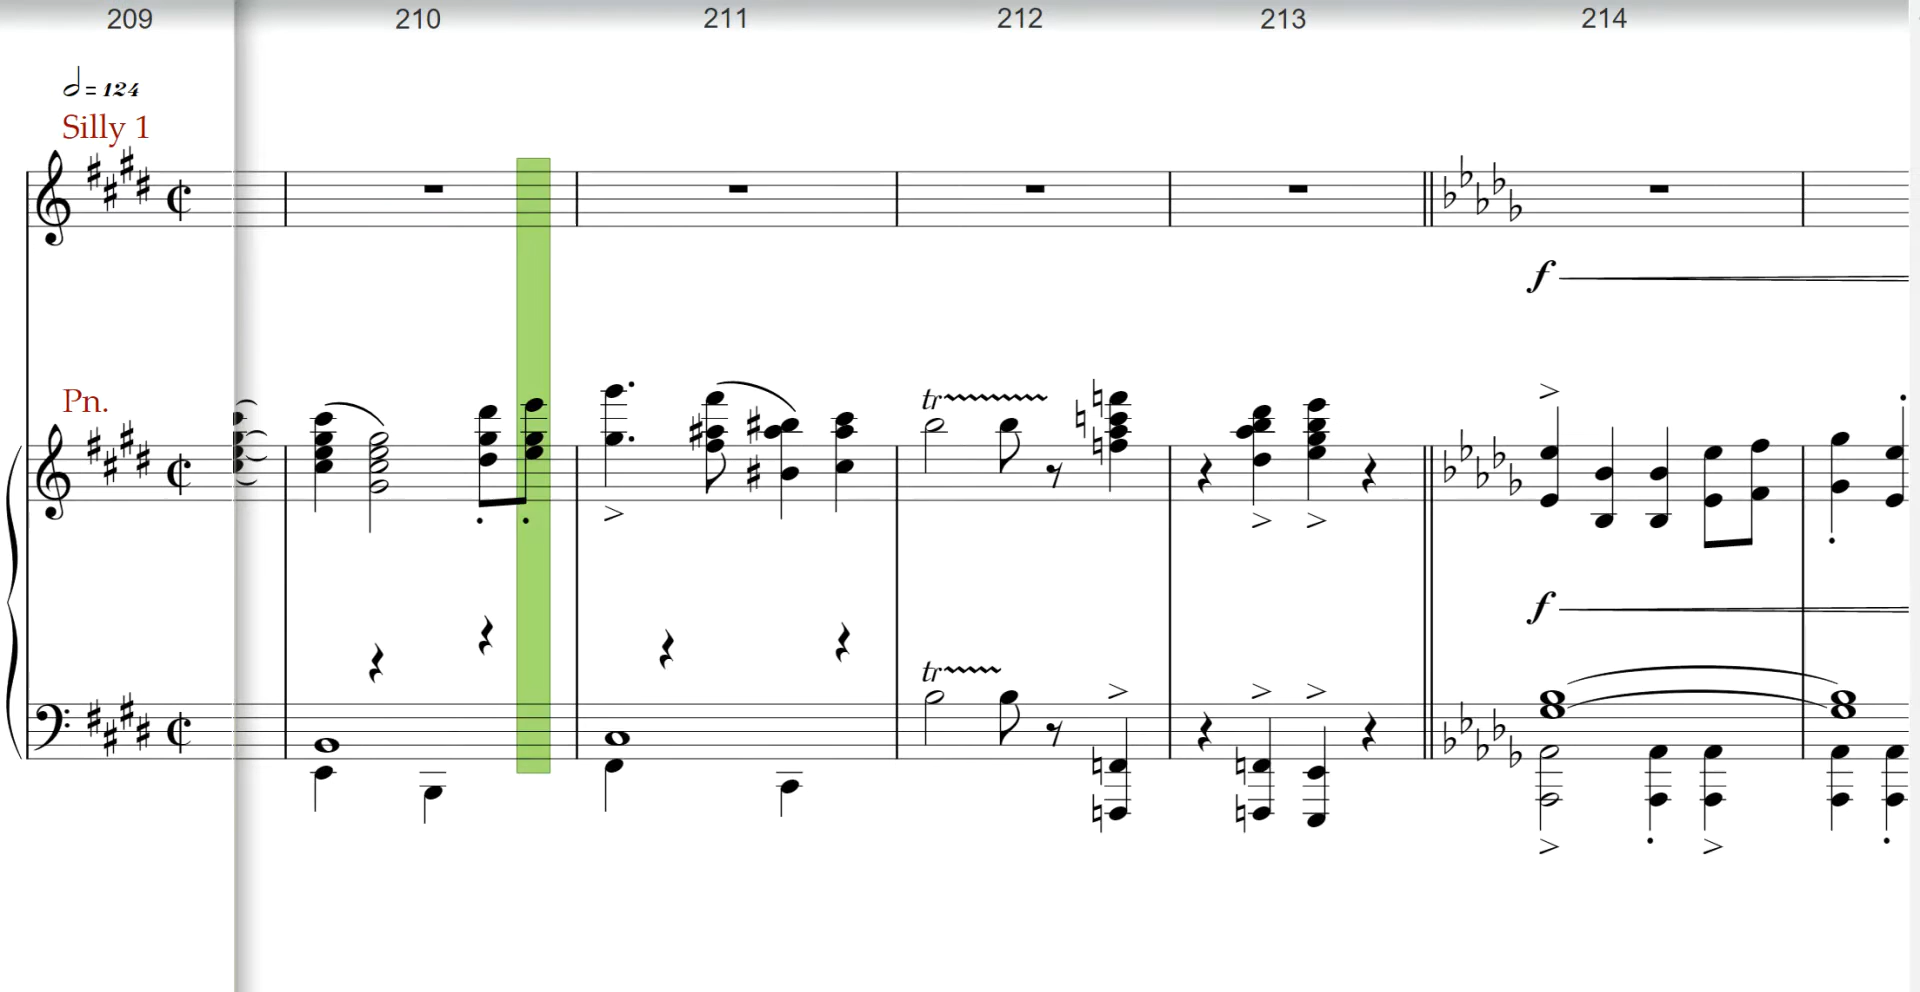 209 210 211 212 213 214
𝅗𝅥 = 124
Silly 1
f
Pn.
tr
f
tr